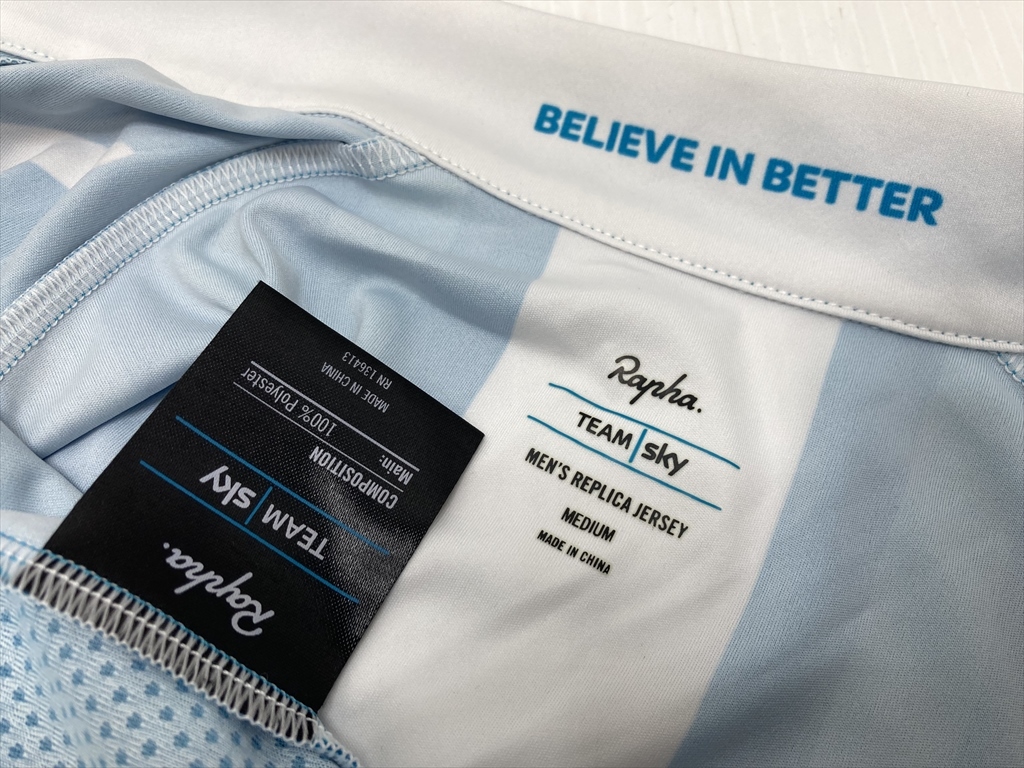 BELIEVE IN BETTER
Rapha.
TEAM sky
MEN'S REPLICA JERSEY
MEDIUM
MADE IN CHINA
Rapha.
TEAM sky
COMPOSITION
Main:
100% Polyester
MADE IN CHINA
RN 136413